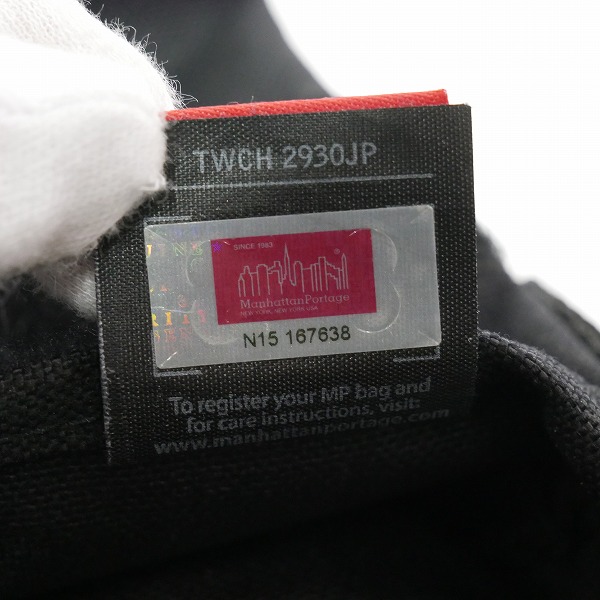 TWCH 2930JP
SINCE 1983
®
ManhattanPortage
NEW YORK, NEW YORK USA
N15 167638
To register your MP bag and
for care instructions, visit:
www.manhattanportage.com